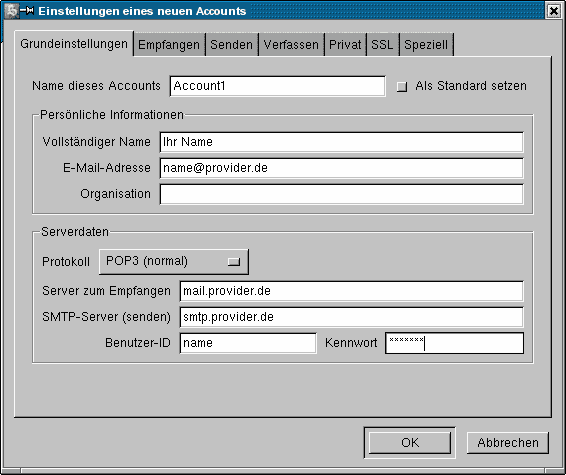 Einstellungen eines neuen Accounts
Grundeinstellungen Empfangen Senden Verfassen Privat SSL Speziell
Name dieses Accounts Account1 Als Standard setzen
Persönliche Informationen
Vollständiger Name Ihr Name
E-Mail-Adresse name@provider.de
Organisation
Serverdaten
Protokoll POP3 (normal)
Server zum Empfangen mail.provider.de
SMTP-Server (senden) smtp.provider.de
Benutzer-ID name Kennwort *******
OK Abbrechen